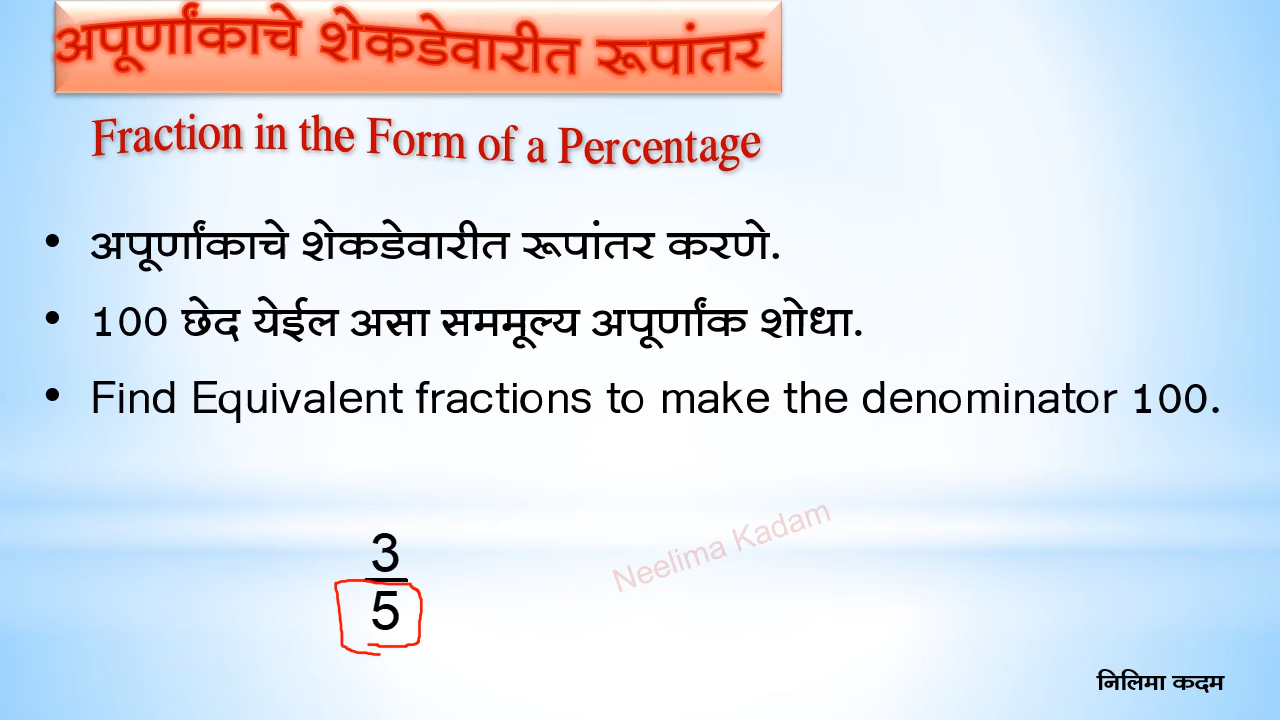 अपूर्णांकाचे शेकडेवारीत रूपांतर
Fraction in the Form of a Percentage
• अपूर्णांकाचे शेकडेवारीत रूपांतर करणे.
• 100 छेद येईल असा सममूल्य अपूर्णांक शोधा.
• Find Equivalent fractions to make the denominator 100.
3
5
Neelima Kadam
निलिमा कदम